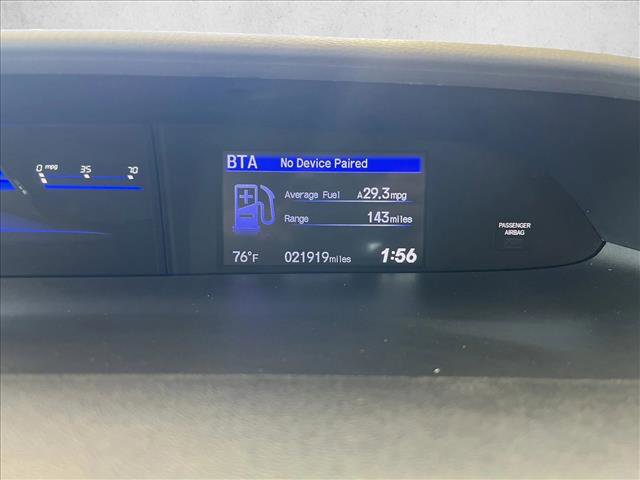 BTA No Device Paired
0 mpg 35 70
Average Fuel A29.3mpg
Range 143miles
PASSENGER
AIRBAG
76°F 021919miles 1:56